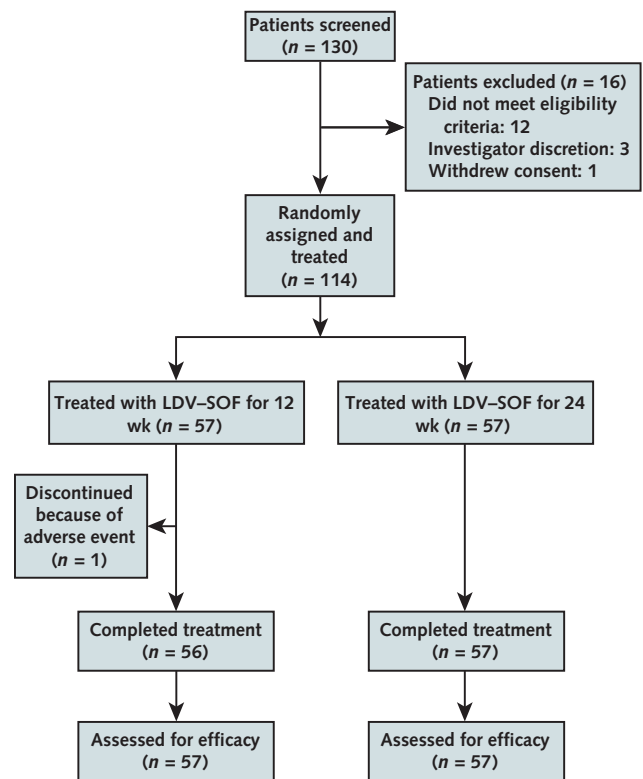 Patients screened
(n = 130)
Patients excluded (n = 16)
Did not meet eligibility
criteria: 12
Investigator discretion: 3
Withdrew consent: 1
Randomly
assigned and
treated
(n = 114)
Treated with LDV–SOF for 12
wk (n = 57)
Treated with LDV–SOF for 24
wk (n = 57)
Discontinued
because of
adverse event
(n = 1)
Completed treatment
(n = 56)
Completed treatment
(n = 57)
Assessed for efficacy
(n = 57)
Assessed for efficacy
(n = 57)